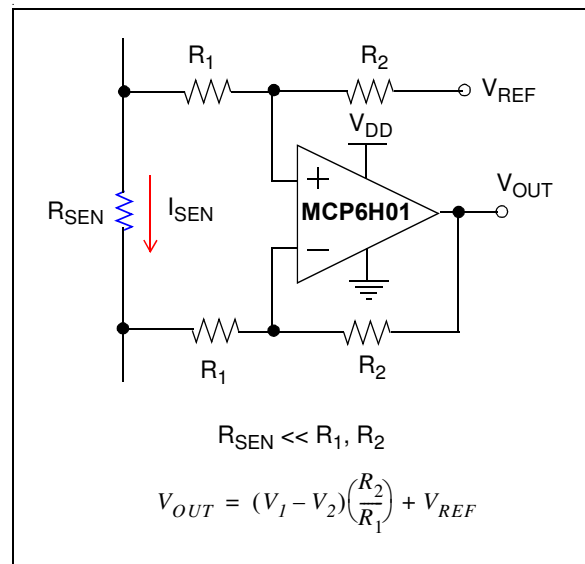 R1 R2
VREF
VDD
VOUT
+
MCP6H01
RSEN ISEN
−
R1 R2
RSEN << R1, R2
VOUT = (V1 – V2)(R2/R1) + VREF